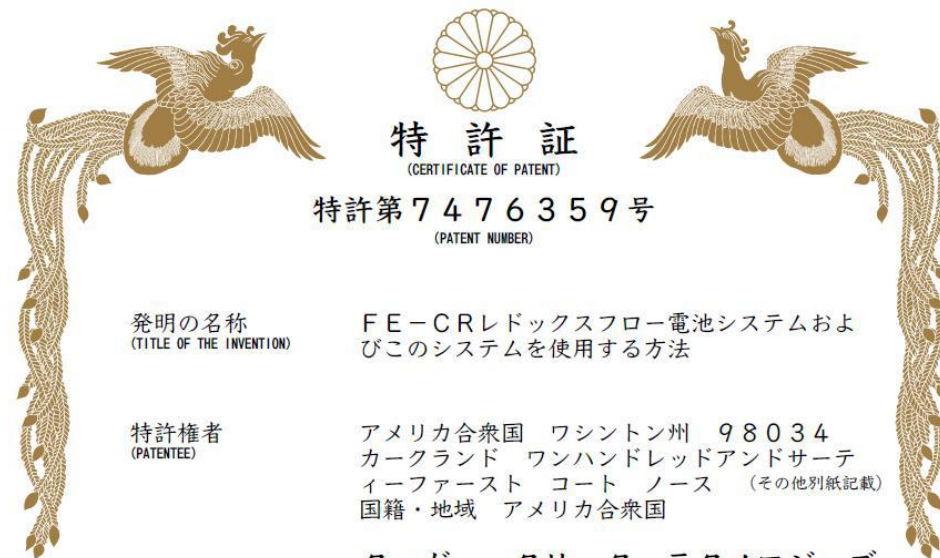 特許証
(CERTIFICATE OF PATENT)
特許第7476359号
(PATENT NUMBER)
発明の名称
(TITLE OF THE INVENTION)
FE-CRレドックスフロー電池システムおよ
びこのシステムを使用する方法
特許権者
(PATENTEE)
アメリカ合衆国 ワシントン州 98034
カークランド ワンハンドレッドアンドサーテ
ィーファースト コート ノース (その他別紙記載)
国籍・地域 アメリカ合衆国